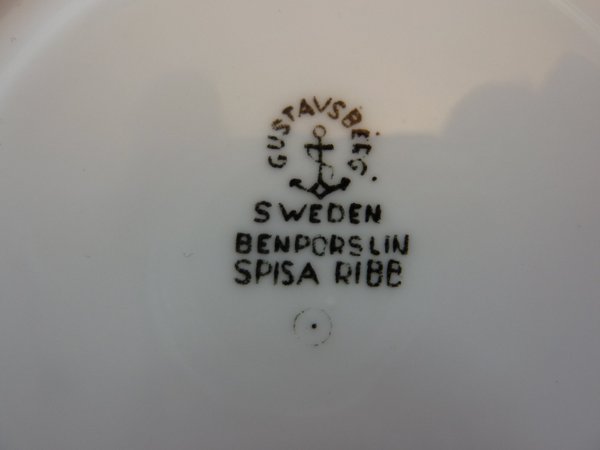 GUSTAVSBERG.
SWEDEN
BENPORSLIN
SPISA RIBB